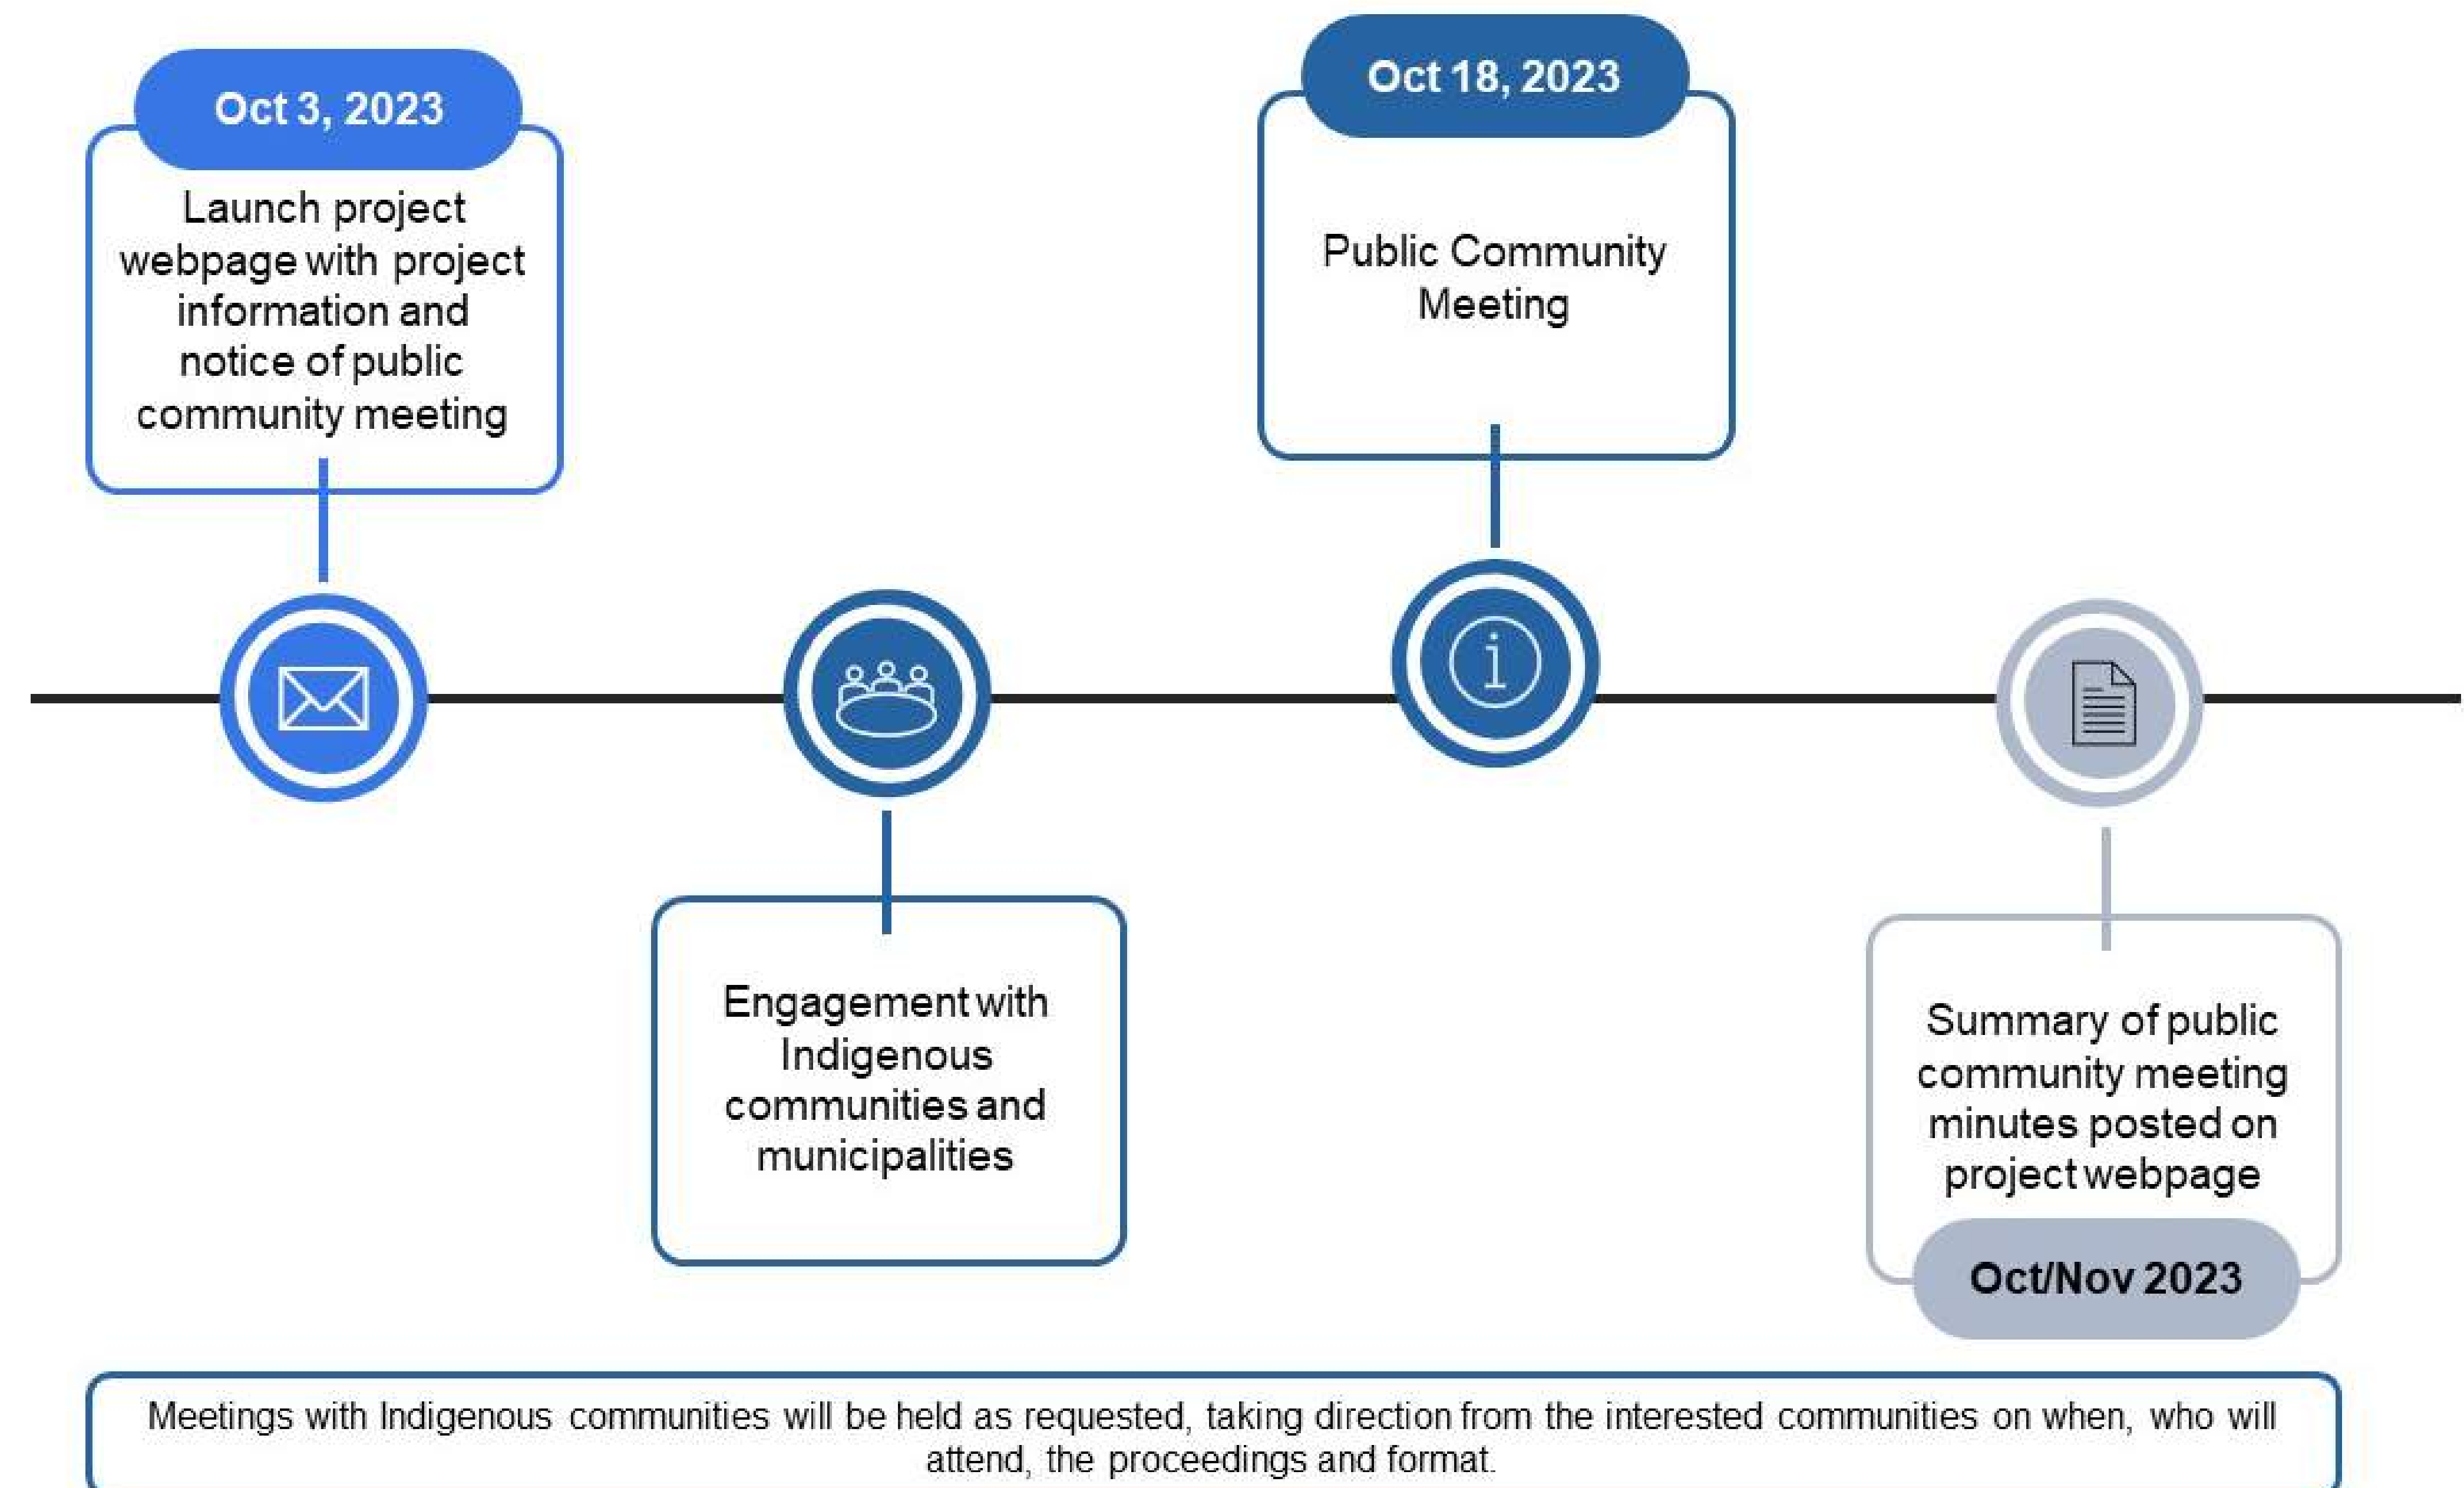 Oct 3, 2023
Launch project
webpage with project
information and
notice of public
community meeting
Engagement with
Indigenous
communities and
municipalities
Oct 18, 2023
Public Community
Meeting
Summary of public
community meeting
minutes posted on
project webpage
Oct/Nov 2023
Meetings with Indigenous communities will be held as requested, taking direction from the interested communities on when, who will
attend, the proceedings and format.